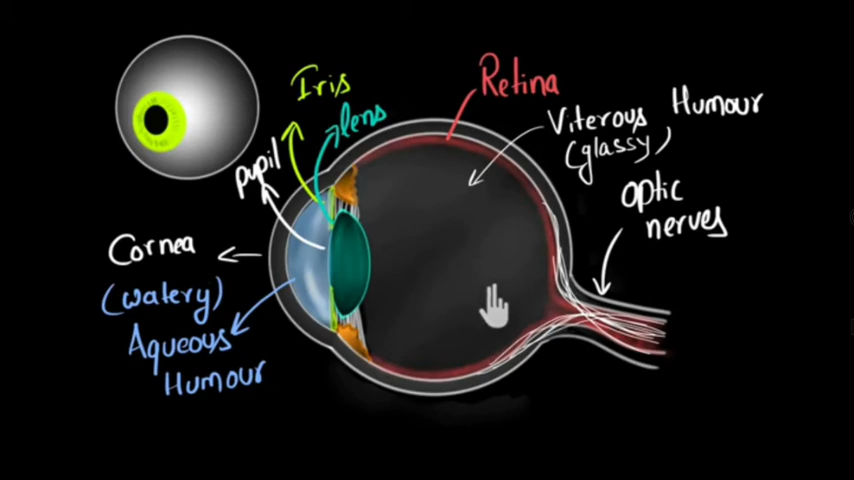 Iris
Retina
lens
Viterous Humour
(glassy)
pupil
optic
nerves
Cornea
(watery)
Aqueous
Humour